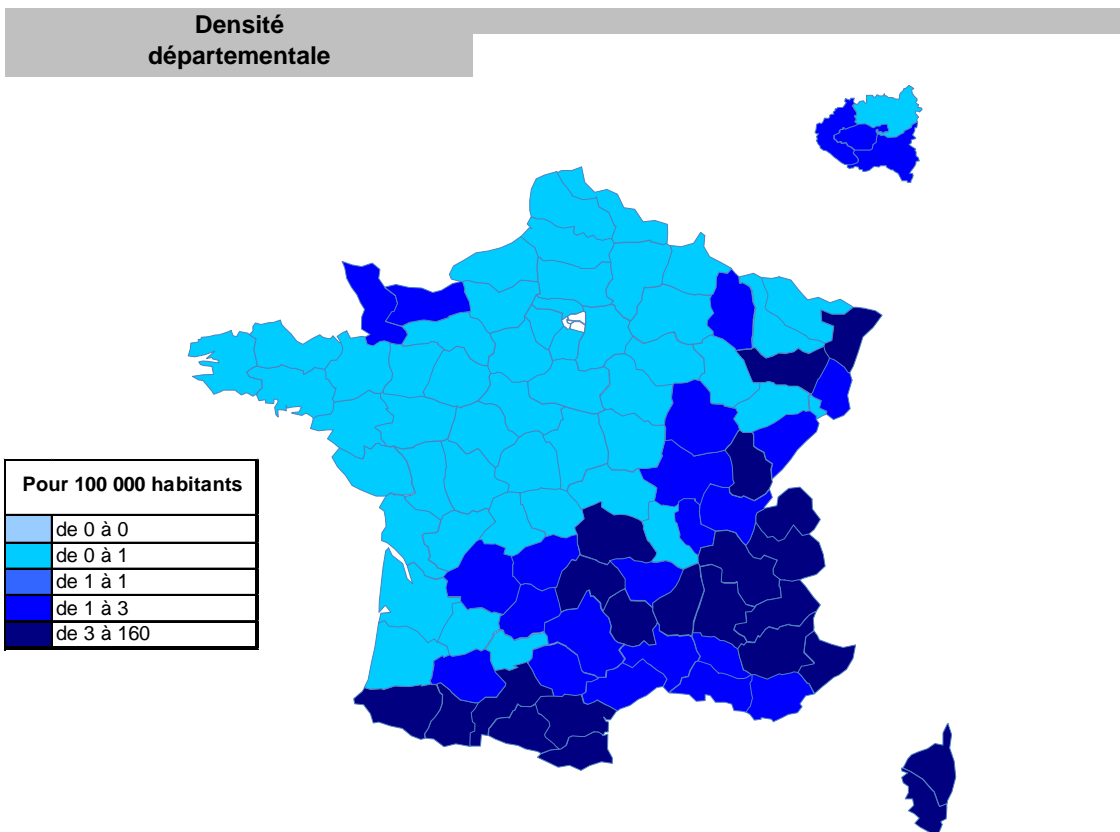 Densité
départementale
Pour 100 000 habitants
de 0 à 0
de 0 à 1
de 1 à 1
de 1 à 3
de 3 à 160